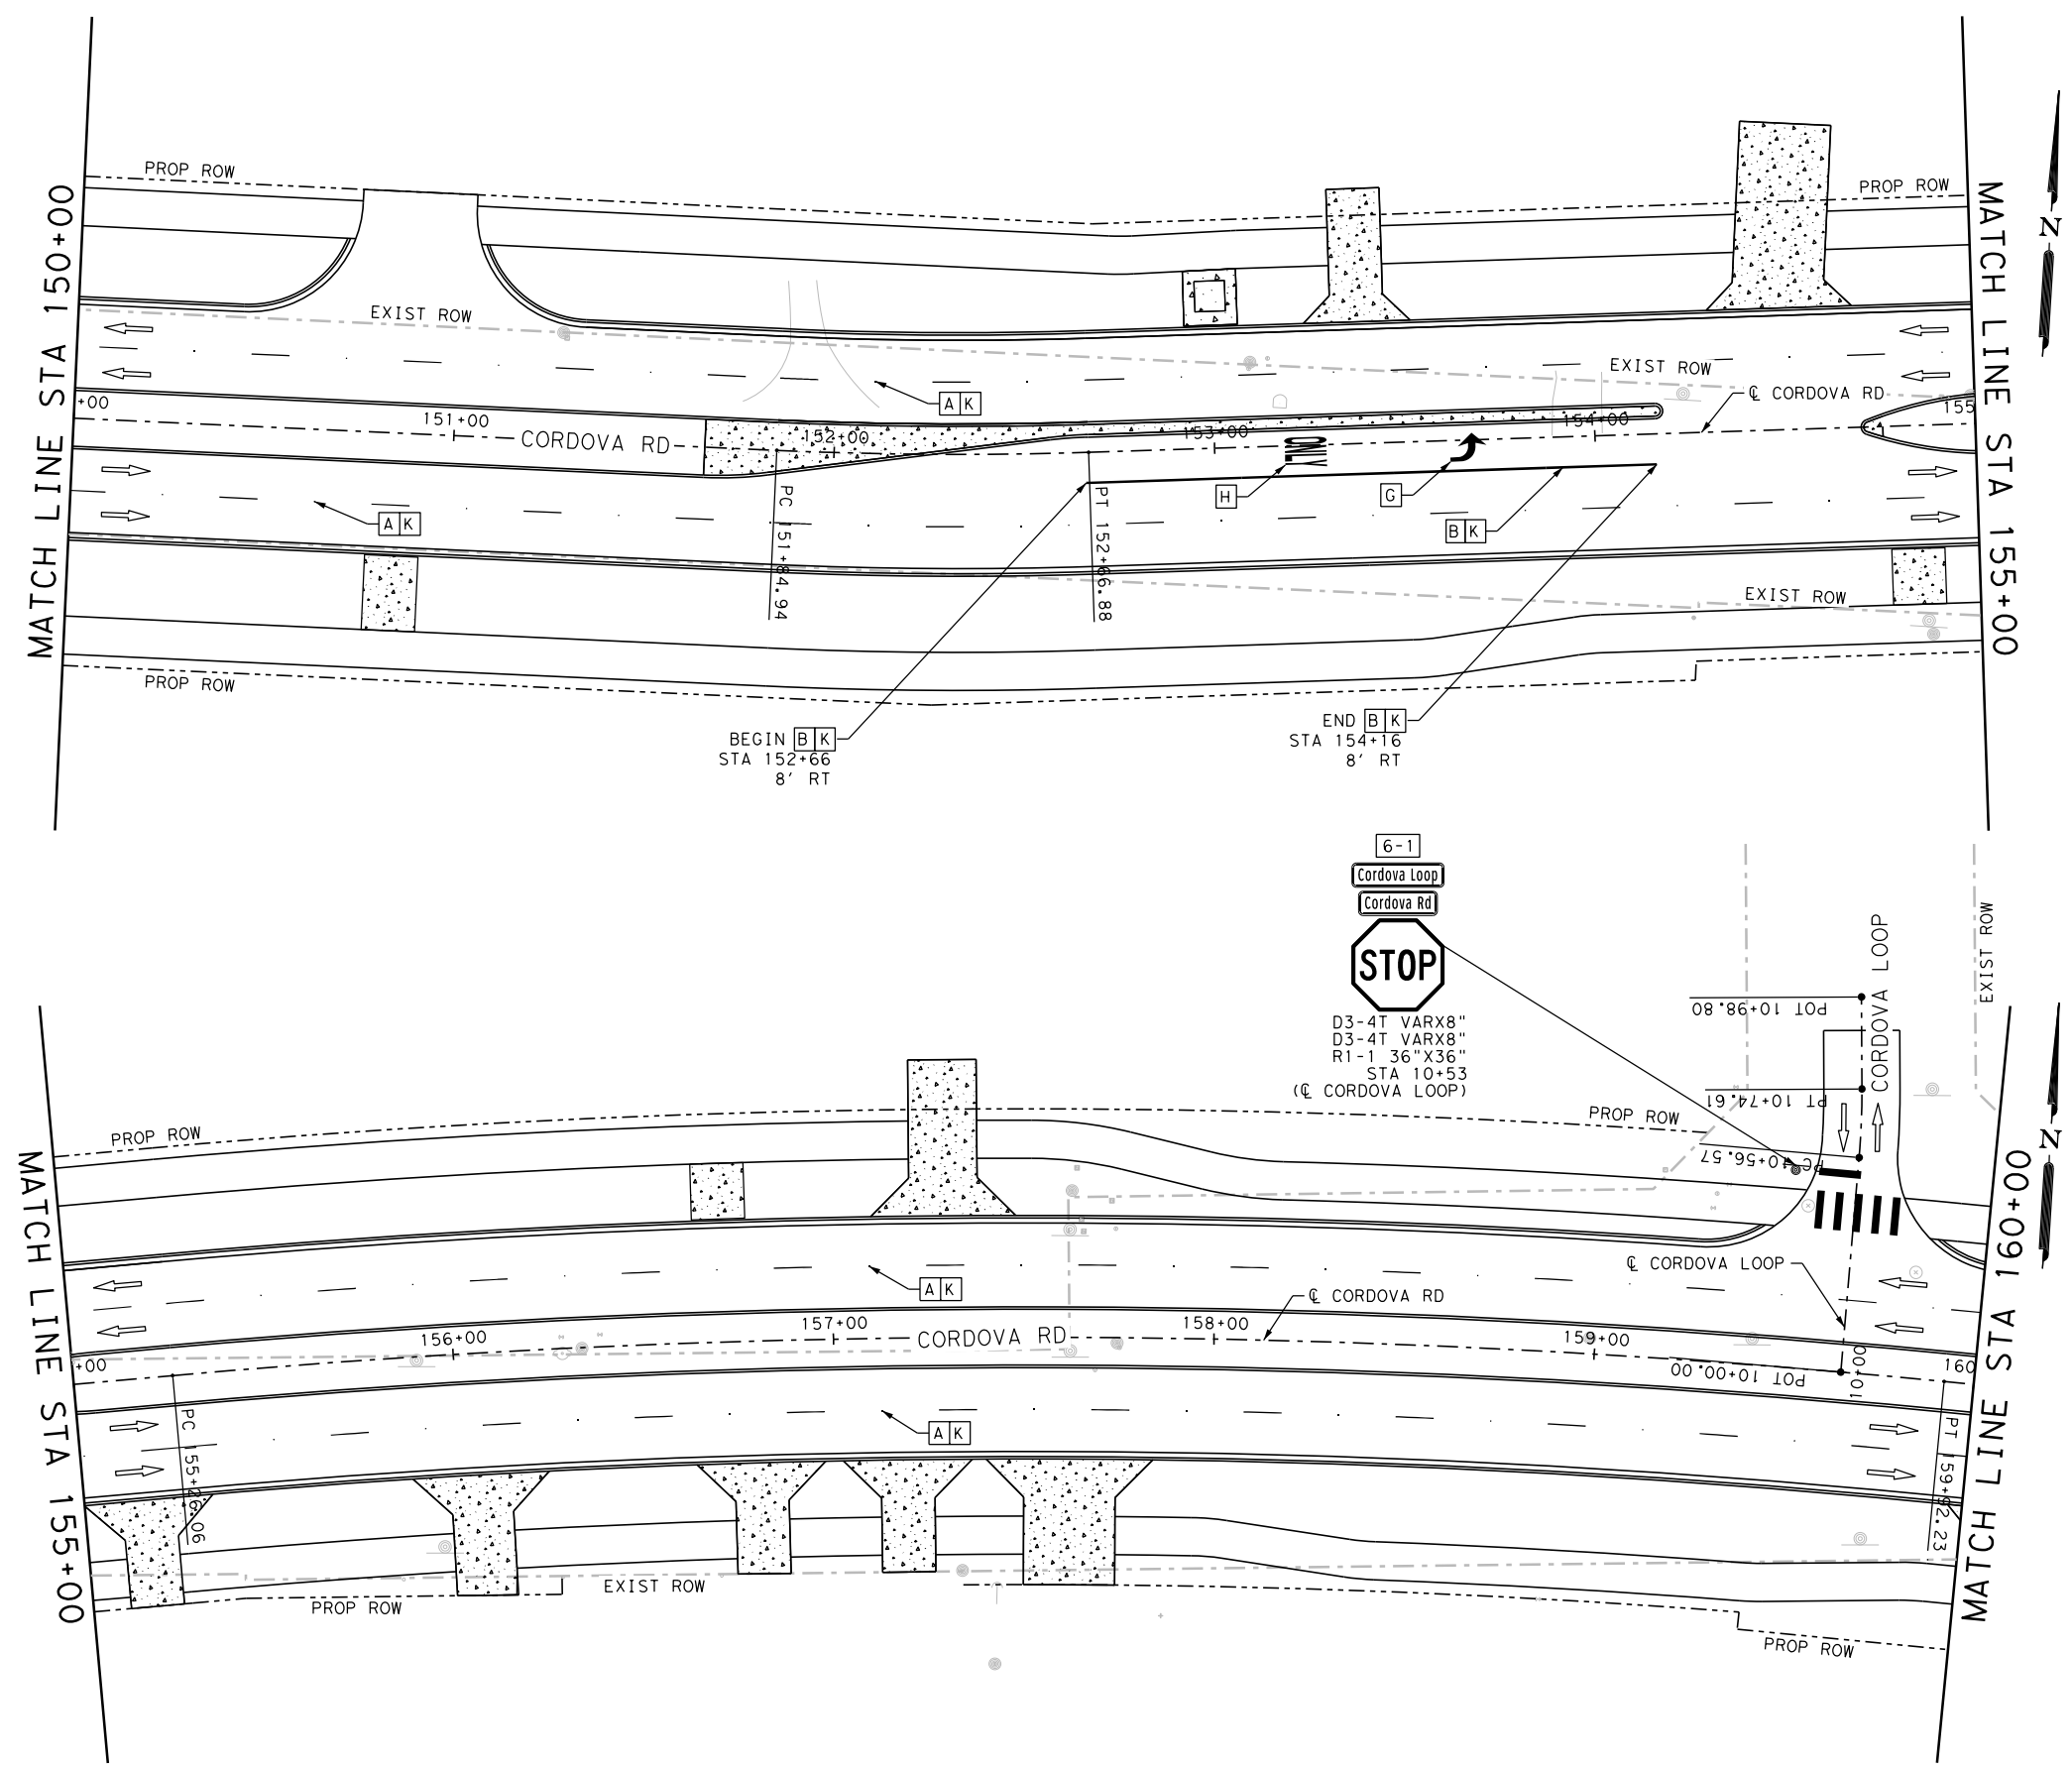 MATCH LINE STA 150+00
PROP ROW
EXIST ROW
PROP ROW
MATCH LINE STA 155+00
N
+00
151+00
CORDOVA RD
152+00
153+00
154+00
155
A K
EXIST ROW
℄ CORDOVA RD
A K
PC 151+84.94
PT 152+66.88
H
G
B K
EXIST ROW
PROP ROW
BEGIN B K
STA 152+66
8' RT
END B K
STA 154+16
8' RT
6-1
Cordova Loop
Cordova Rd
STOP
D3-4T VARX8"
D3-4T VARX8"
R1-1 36"X36"
STA 10+53
(℄ CORDOVA LOOP)
POT 10+98.80
CORDOVA LOOP
EXIST ROW
PT 10+74.61
PC 10+56.57
PROP ROW
PROP ROW
MATCH LINE STA 155+00
MATCH LINE STA 160+00
N
A K
℄ CORDOVA LOOP
℄ CORDOVA RD
+00
156+00
157+00
CORDOVA RD
158+00
159+00
POT 10+00.00
10+00
160
PC 155+26.06
A K
PT 159+92.23
EXIST ROW
PROP ROW
PROP ROW